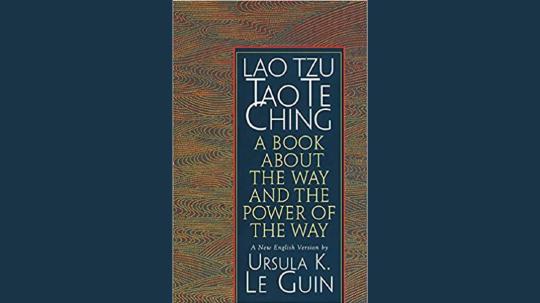 LAO TZU
TAO TE
CHING
A BOOK
ABOUT
THE WAY
AND THE
POWER OF
THE WAY
A New English Version by
URSULA K.
LE GUIN